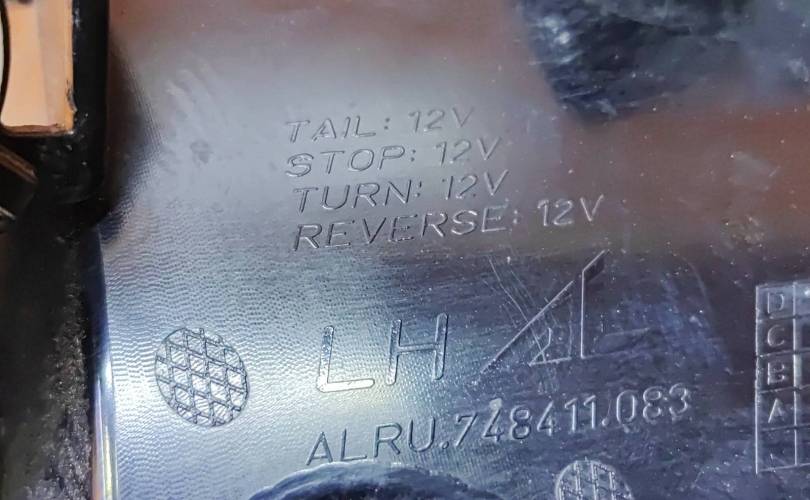 TAIL: 12V
STOP: 12V
TURN: 12V
REVERSE: 12V
LH
ALRU.748411.083
D
C
B
A